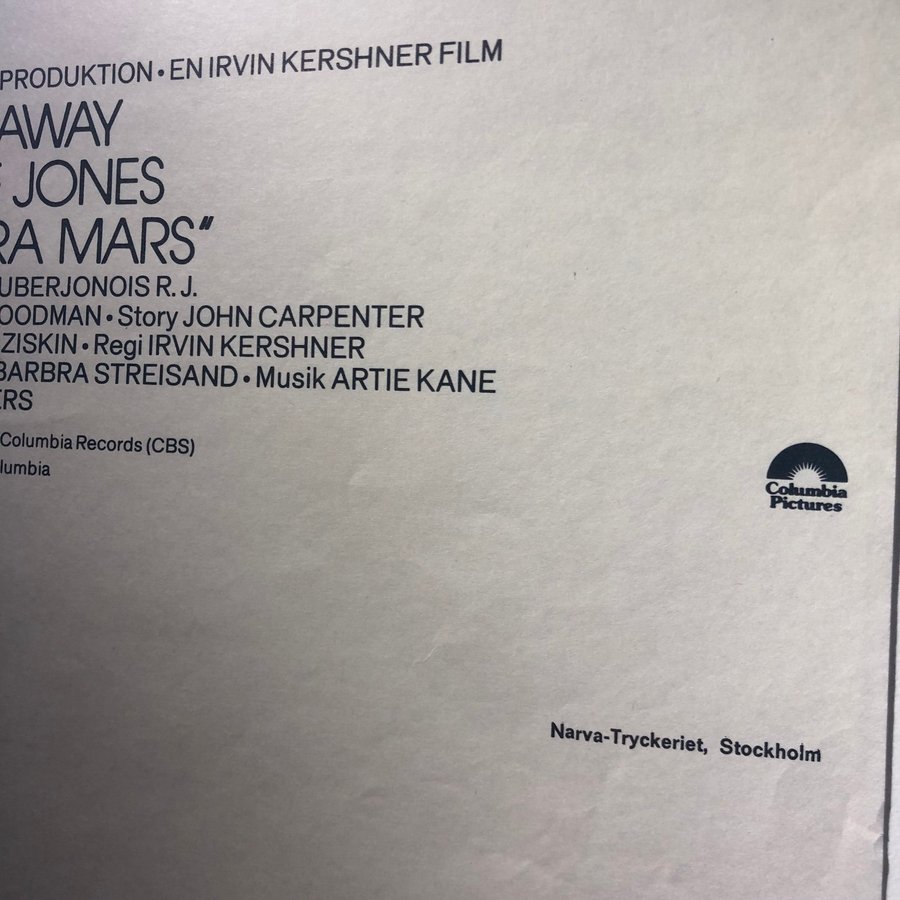 PRODUKTION • EN IRVIN KERSHNER FILM
AWAY
JONES
RA MARS"
UBERJONOIS R. J.
OODMAN • Story JOHN CARPENTER
ZISKIN • Regi IRVIN KERSHNER
BARBRA STREISAND • Musik ARTIE KANE
ERS
Columbia Records (CBS)
lumbia
Columbia
Pictures
Narva-Tryckeriet, Stockholm